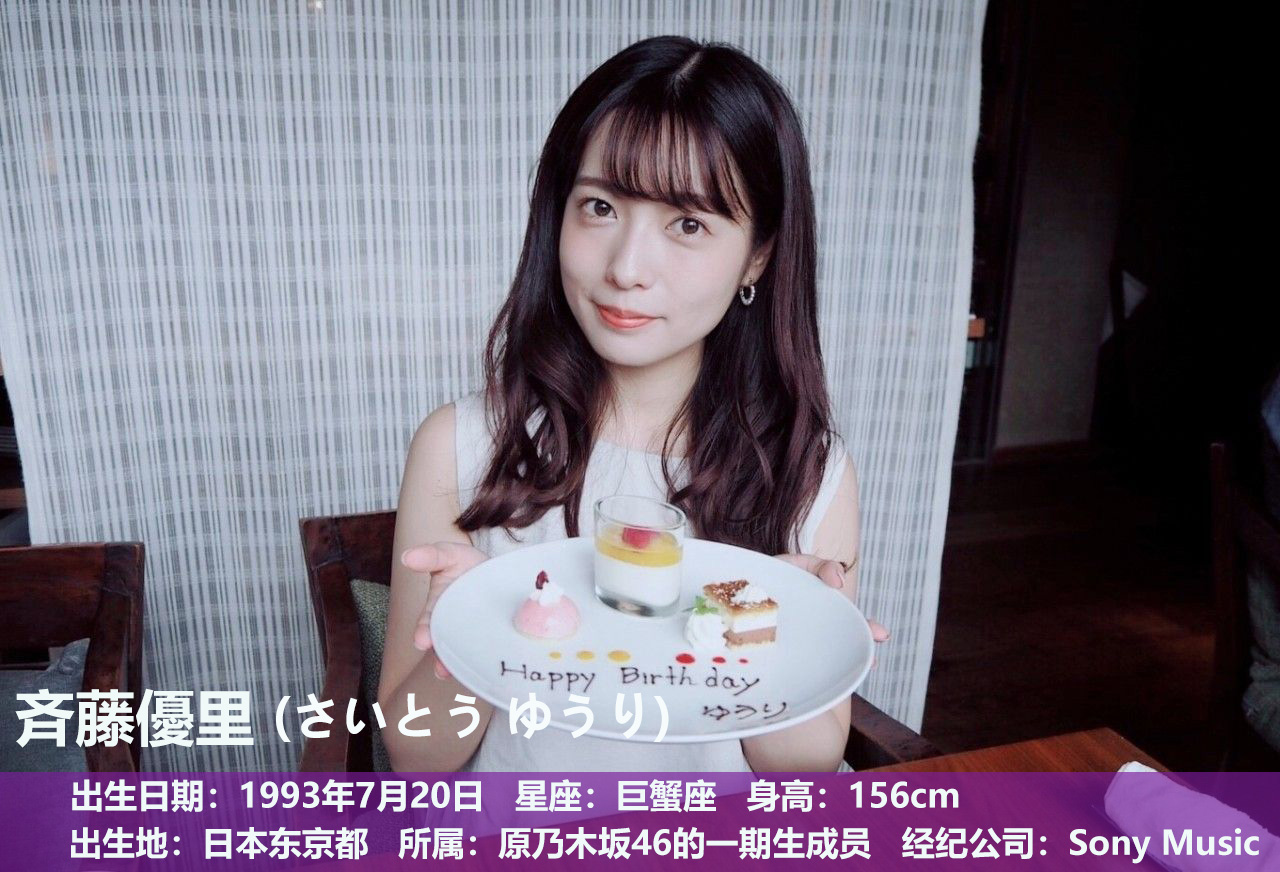 Happy Birthday
ゆうり
斉藤優里 (さいとう ゆうり)
出生日期：1993年7月20日 星座：巨蟹座 身高：156cm
出生地：日本东京都 所属：原乃木坂46的一期生成员 经纪公司：Sony Music